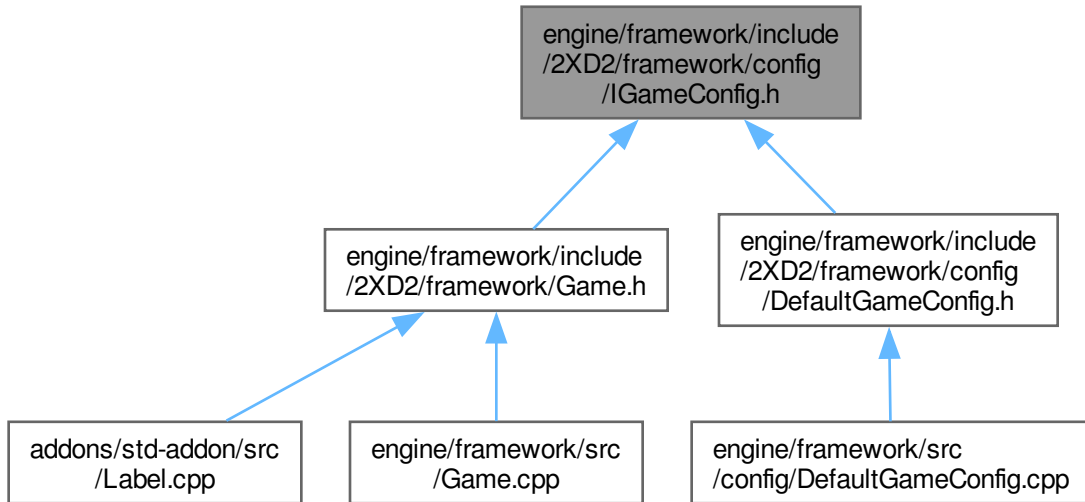 engine/framework/include
/2XD2/framework/config
/IGameConfig.h
engine/framework/include
/2XD2/framework/Game.h
engine/framework/include
/2XD2/framework/config
/DefaultGameConfig.h
addons/std-addon/src
/Label.cpp
engine/framework/src
/Game.cpp
engine/framework/src
/config/DefaultGameConfig.cpp